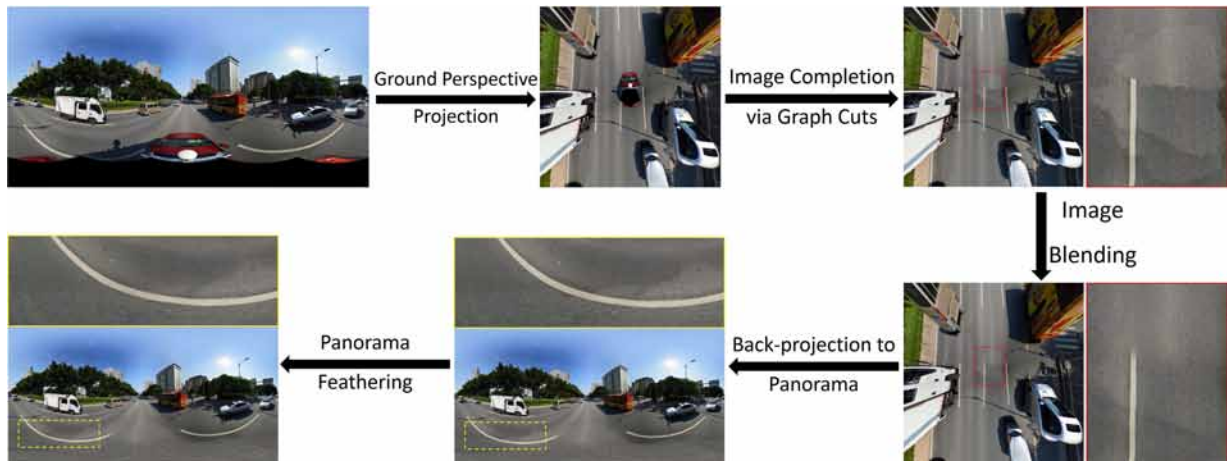 Ground Perspective
Projection
Image Completion
via Graph Cuts
Image
Blending
Back-projection to
Panorama
Panorama
Feathering